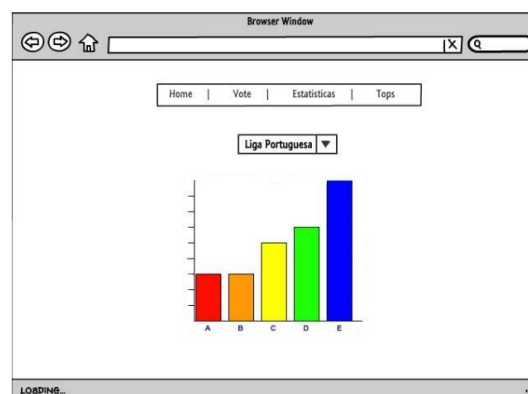 Browser Window
Home | Vote | Estatisticas | Tops
Liga Portuguesa
A B C D E
LOADING...